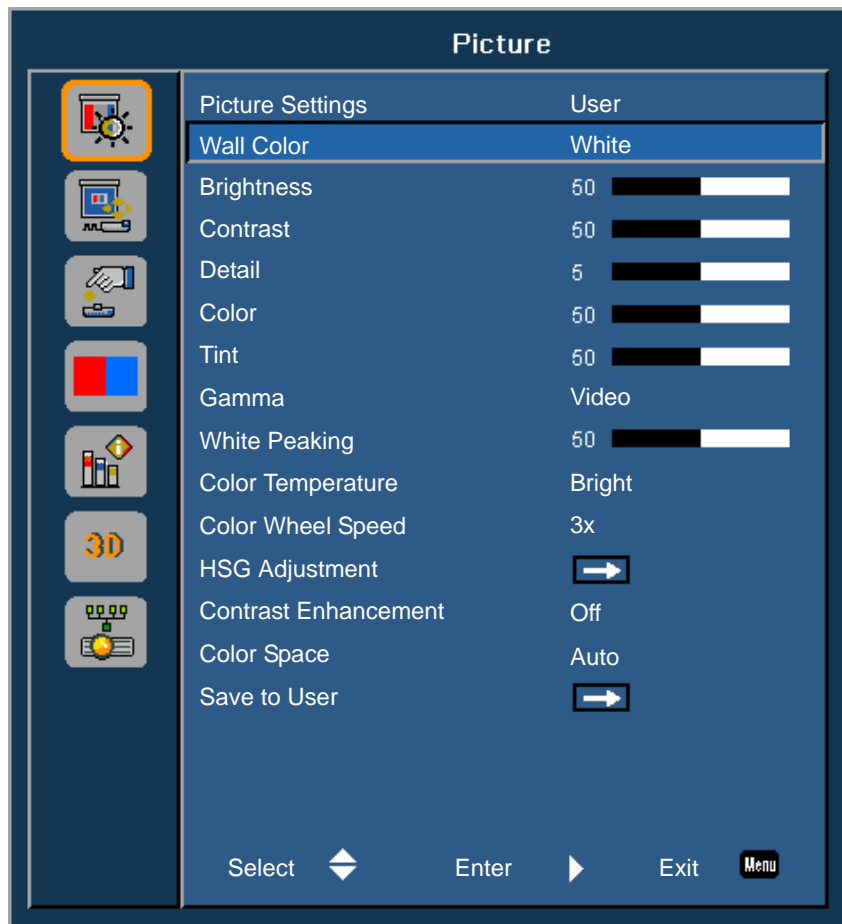 Picture
Picture Settings User
Wall Color White
Brightness 50
Contrast 50
Detail 5
Color 50
Tint 50
Gamma Video
White Peaking 50
Color Temperature Bright
Color Wheel Speed 3x
3D
HSG Adjustment
Contrast Enhancement Off
Color Space Auto
Save to User
Select Enter Exit Menu